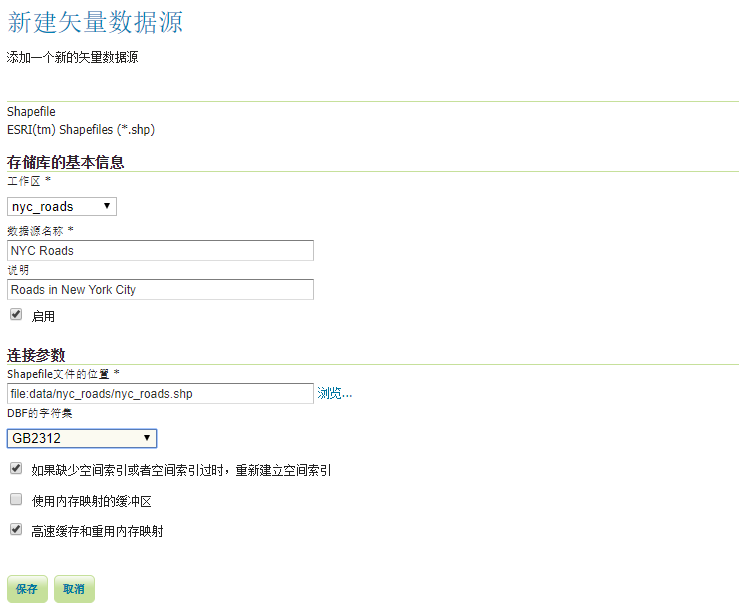 新建矢量数据源
添加一个新的矢量数据源
Shapefile
ESRI(tm) Shapefiles (*.shp)
存储库的基本信息
工作区 *
nyc_roads
数据源名称 *
NYC Roads
说明
Roads in New York City
启用
连接参数
Shapefile文件的位置 *
file:data/nyc_roads/nyc_roads.shp 浏览...
DBF的字符集
GB2312
如果缺少空间索引或者空间索引过时，重新建立空间索引
使用内存映射的缓冲区
高速缓存和重用内存映射
保存 取消